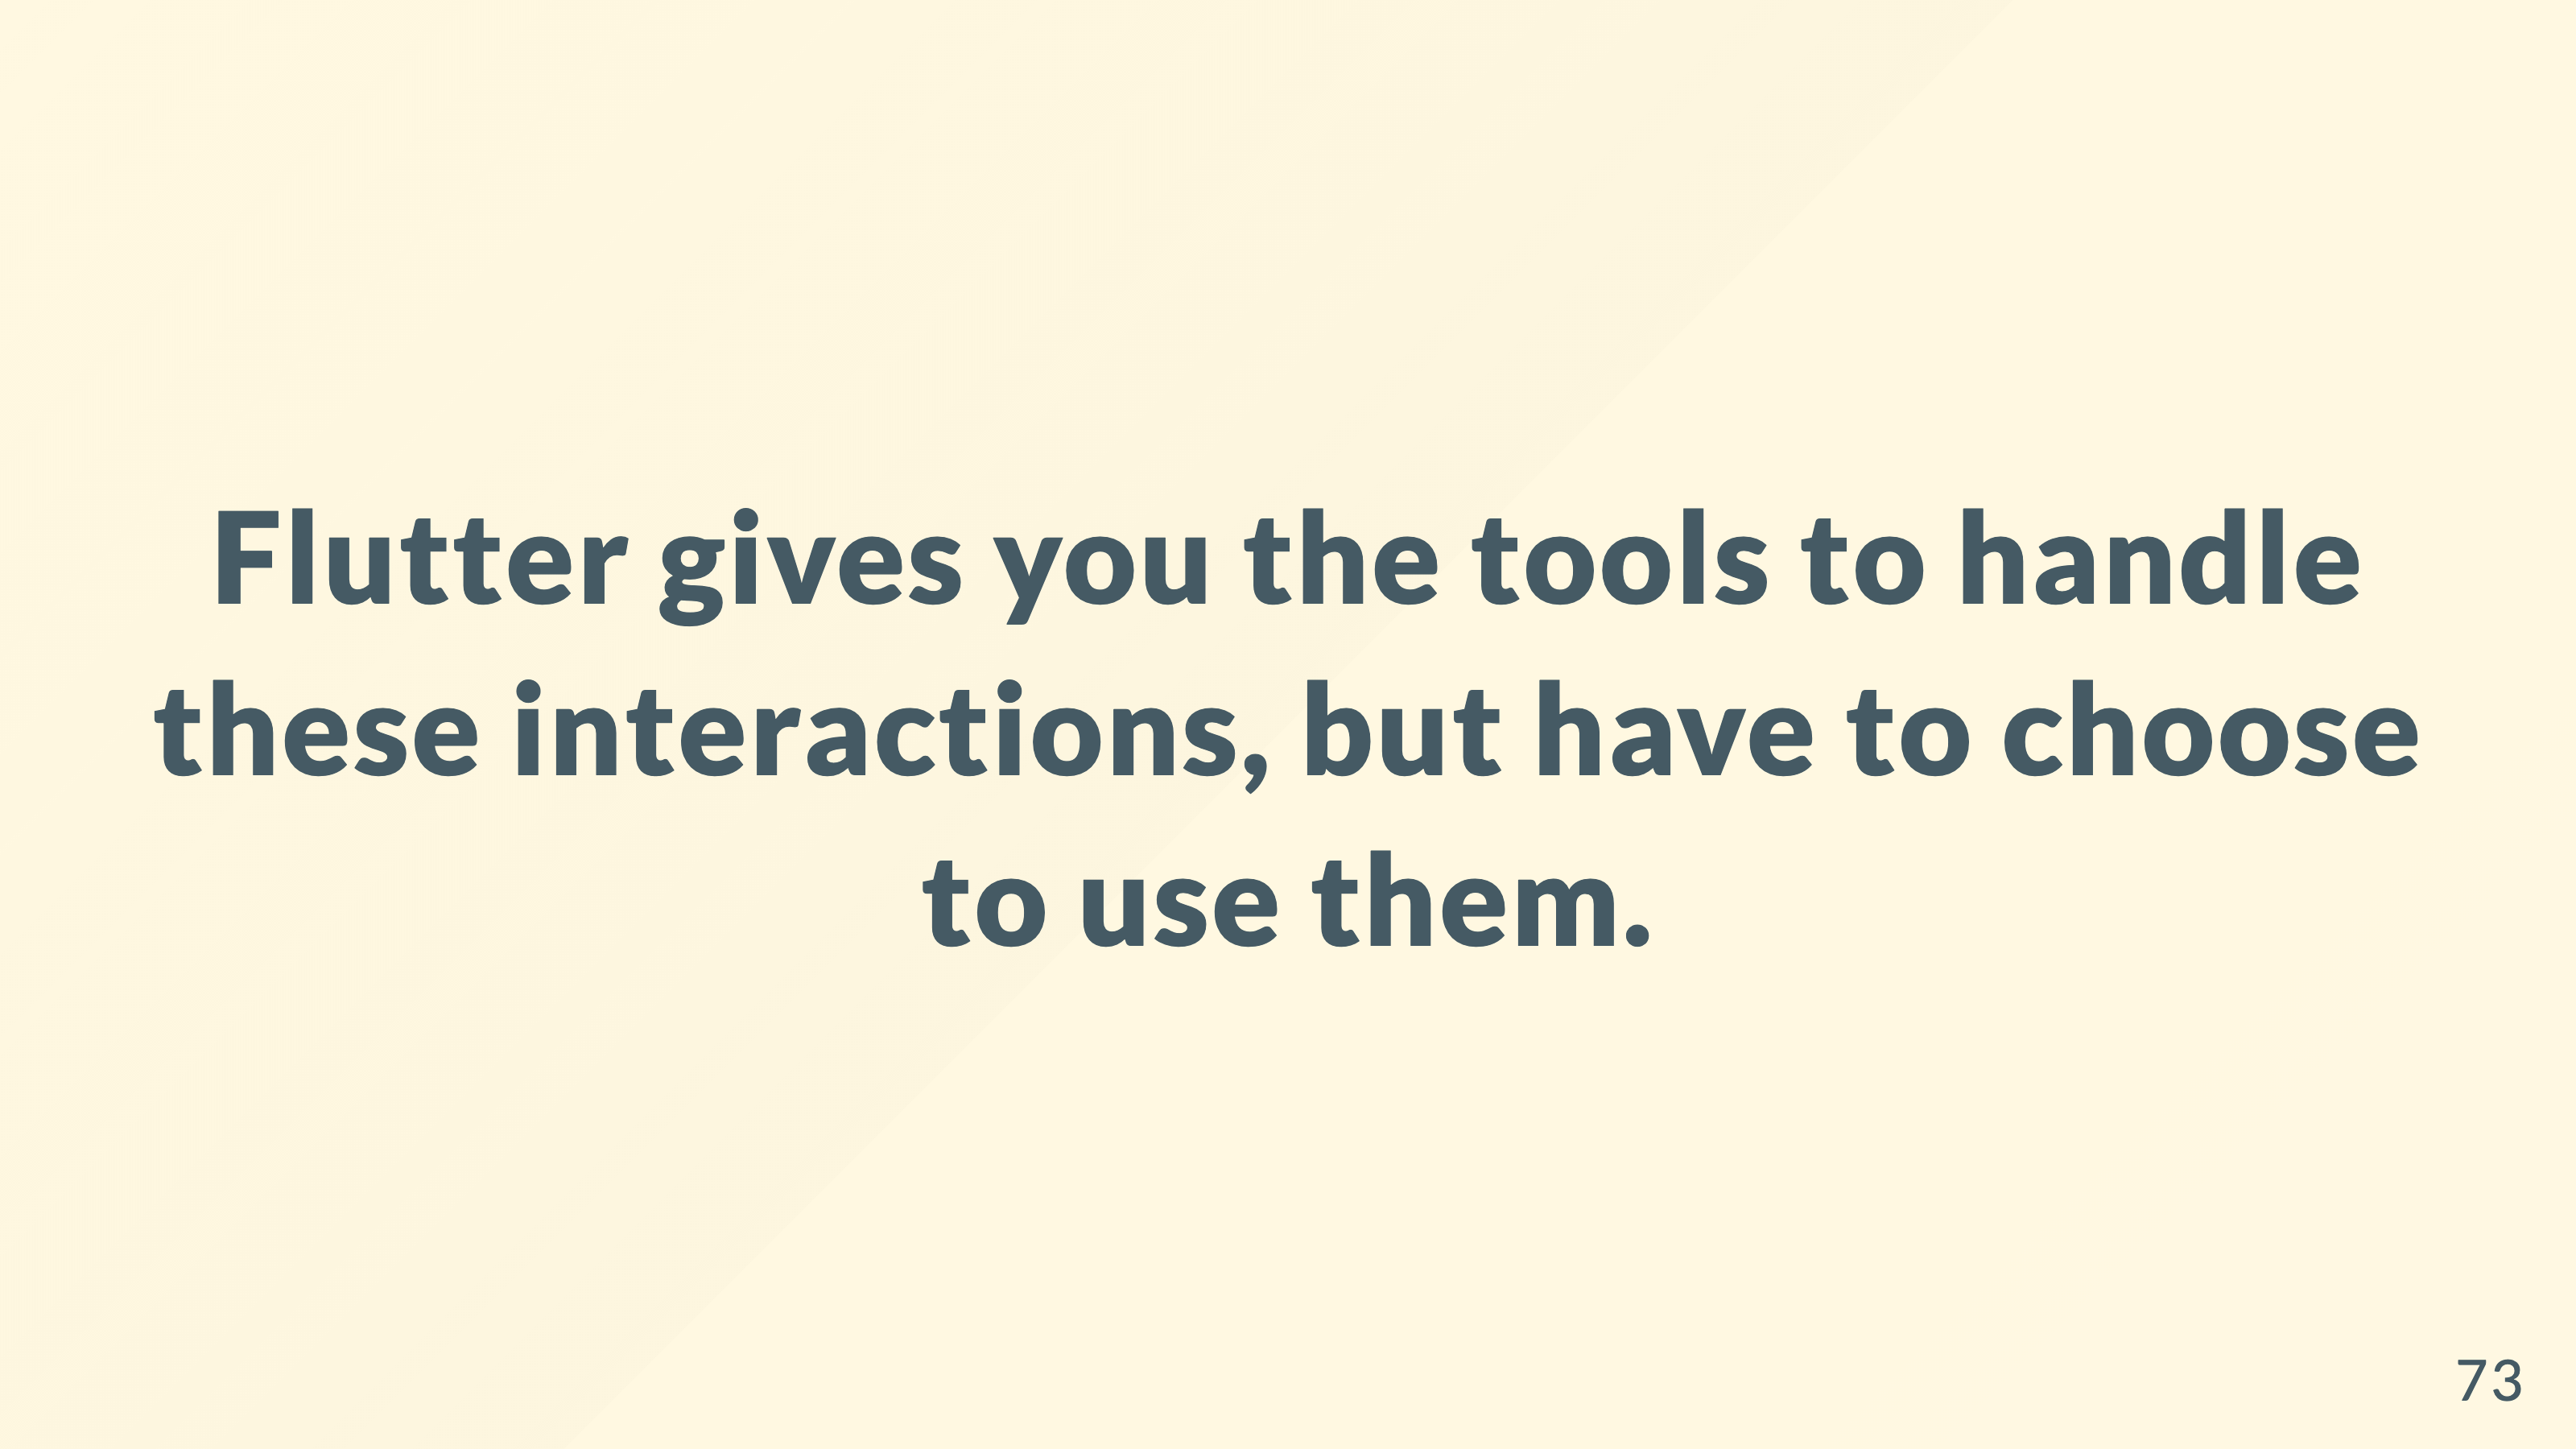 Flutter gives you the tools to handle
these interactions, but have to choose
to use them.
73